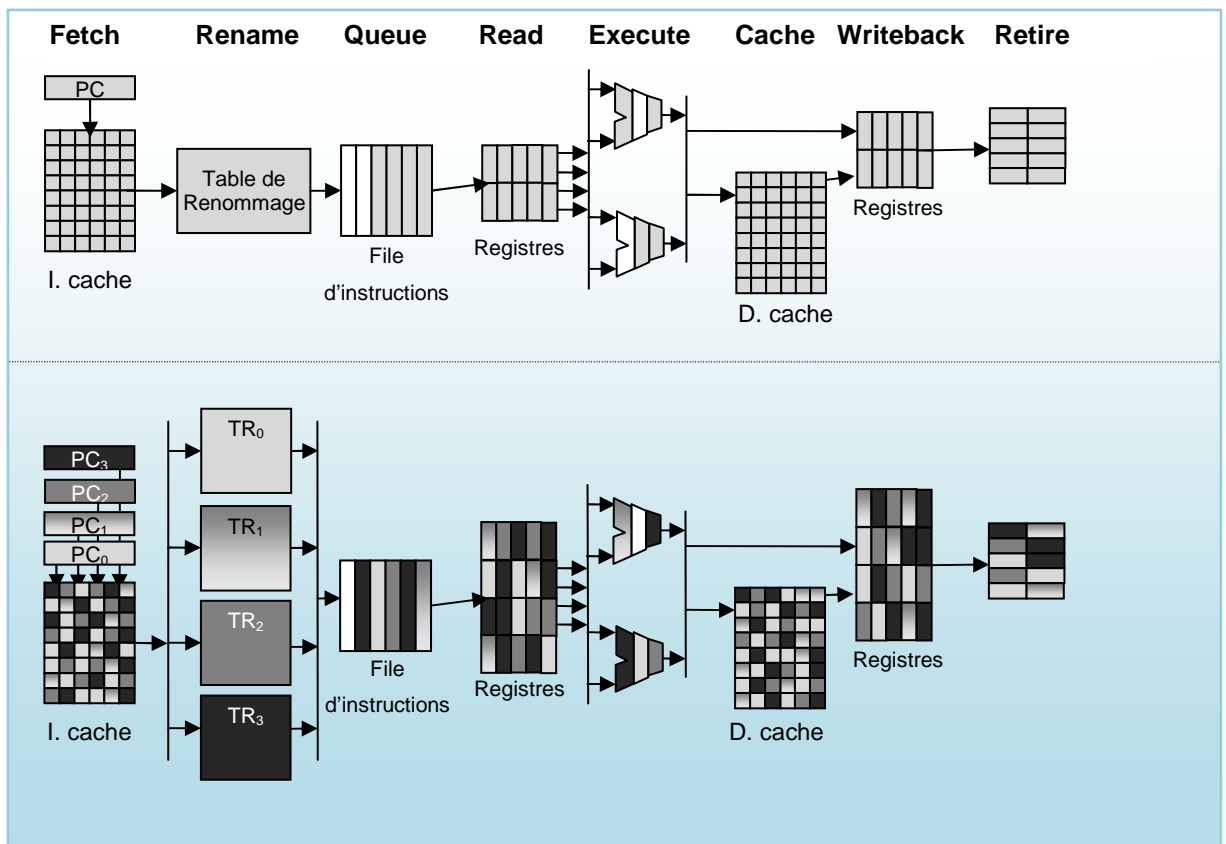 Fetch Rename Queue Read Execute Cache Writeback Retire
PC
Table de
Renommage
I. cache
File
d’instructions
Registres
D. cache
Registres
PC3
PC2
PC1
PC0
I. cache
TR0
TR1
TR2
TR3
File
d’instructions
Registres
D. cache
Registres